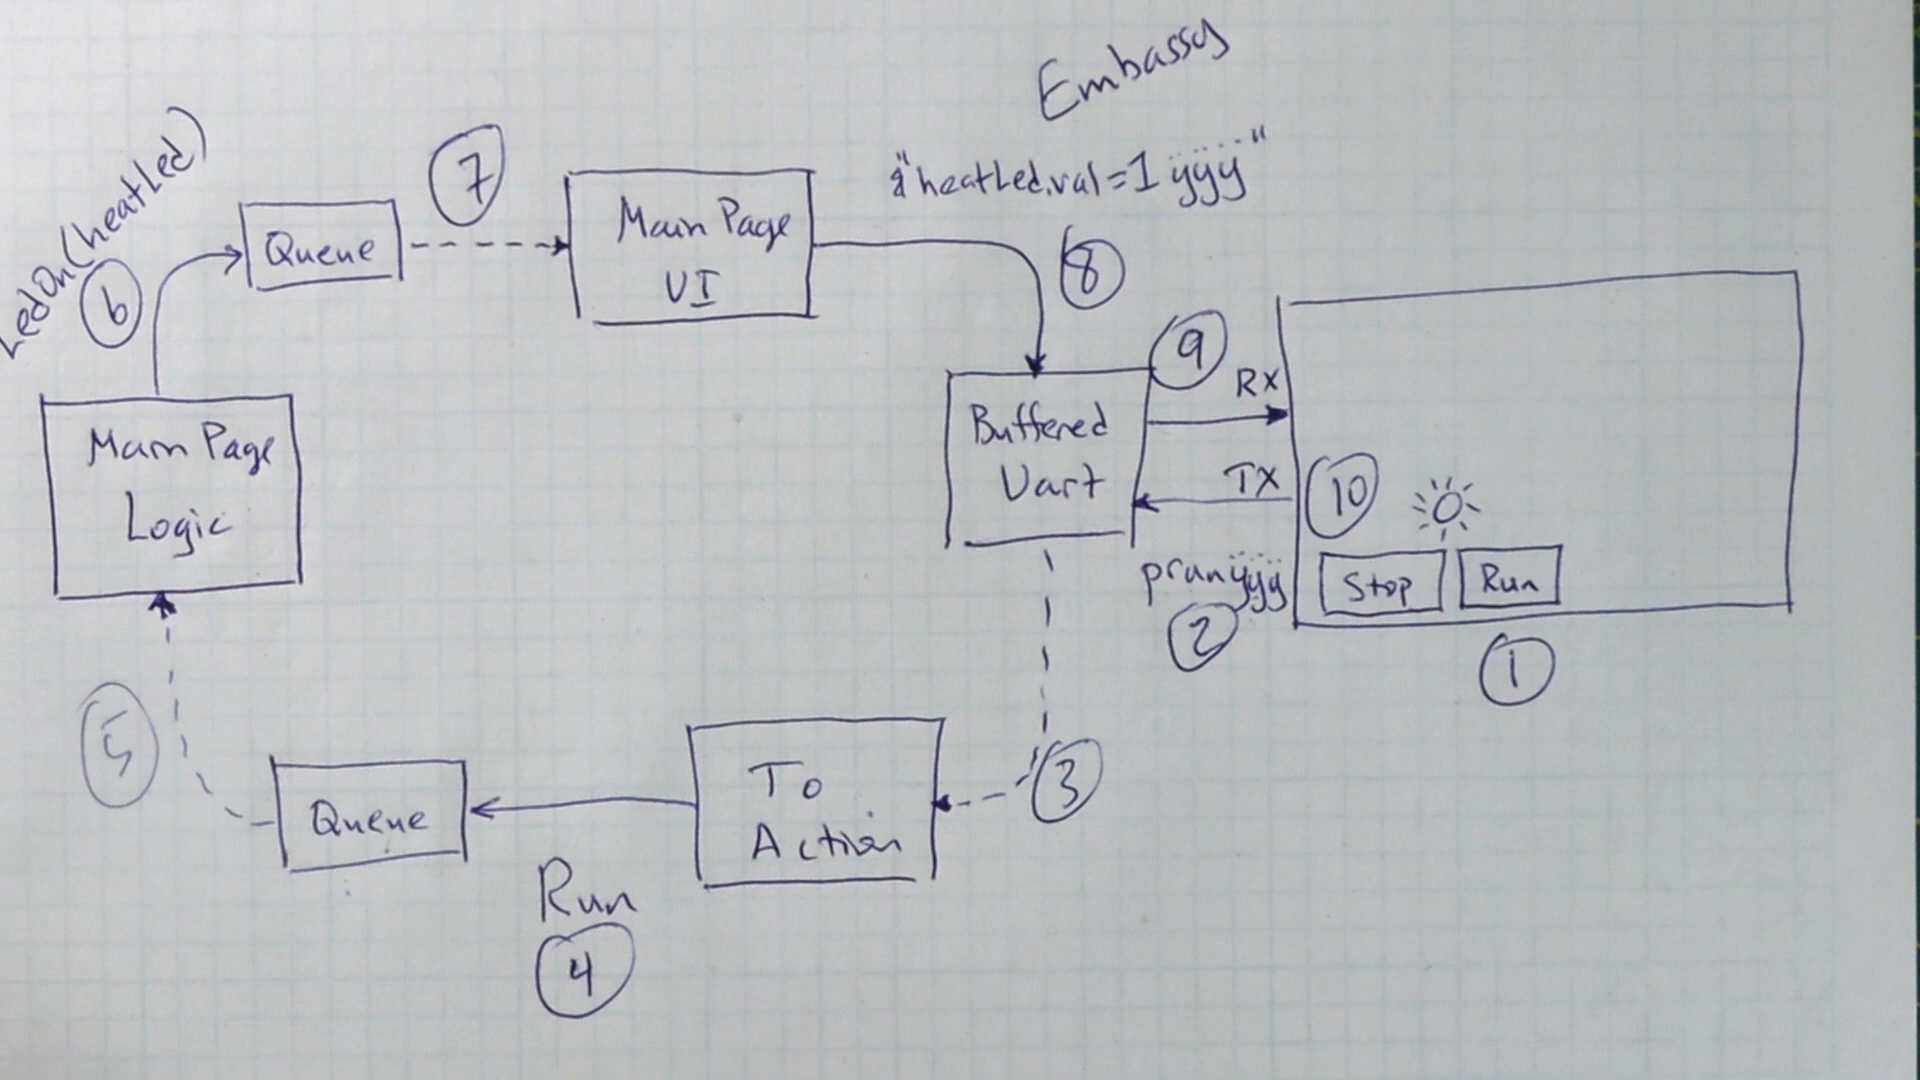 Embassy
LedOn(heatLed)
6
Queue
7
Main Page
UI
"heatLed.val=1 ÿÿÿ"
8
Main Page
Logic
Buffered
Uart
9
RX
TX
10
prunÿÿÿ
2
Stop
Run
1
5
Queue
Run
4
To
Action
3